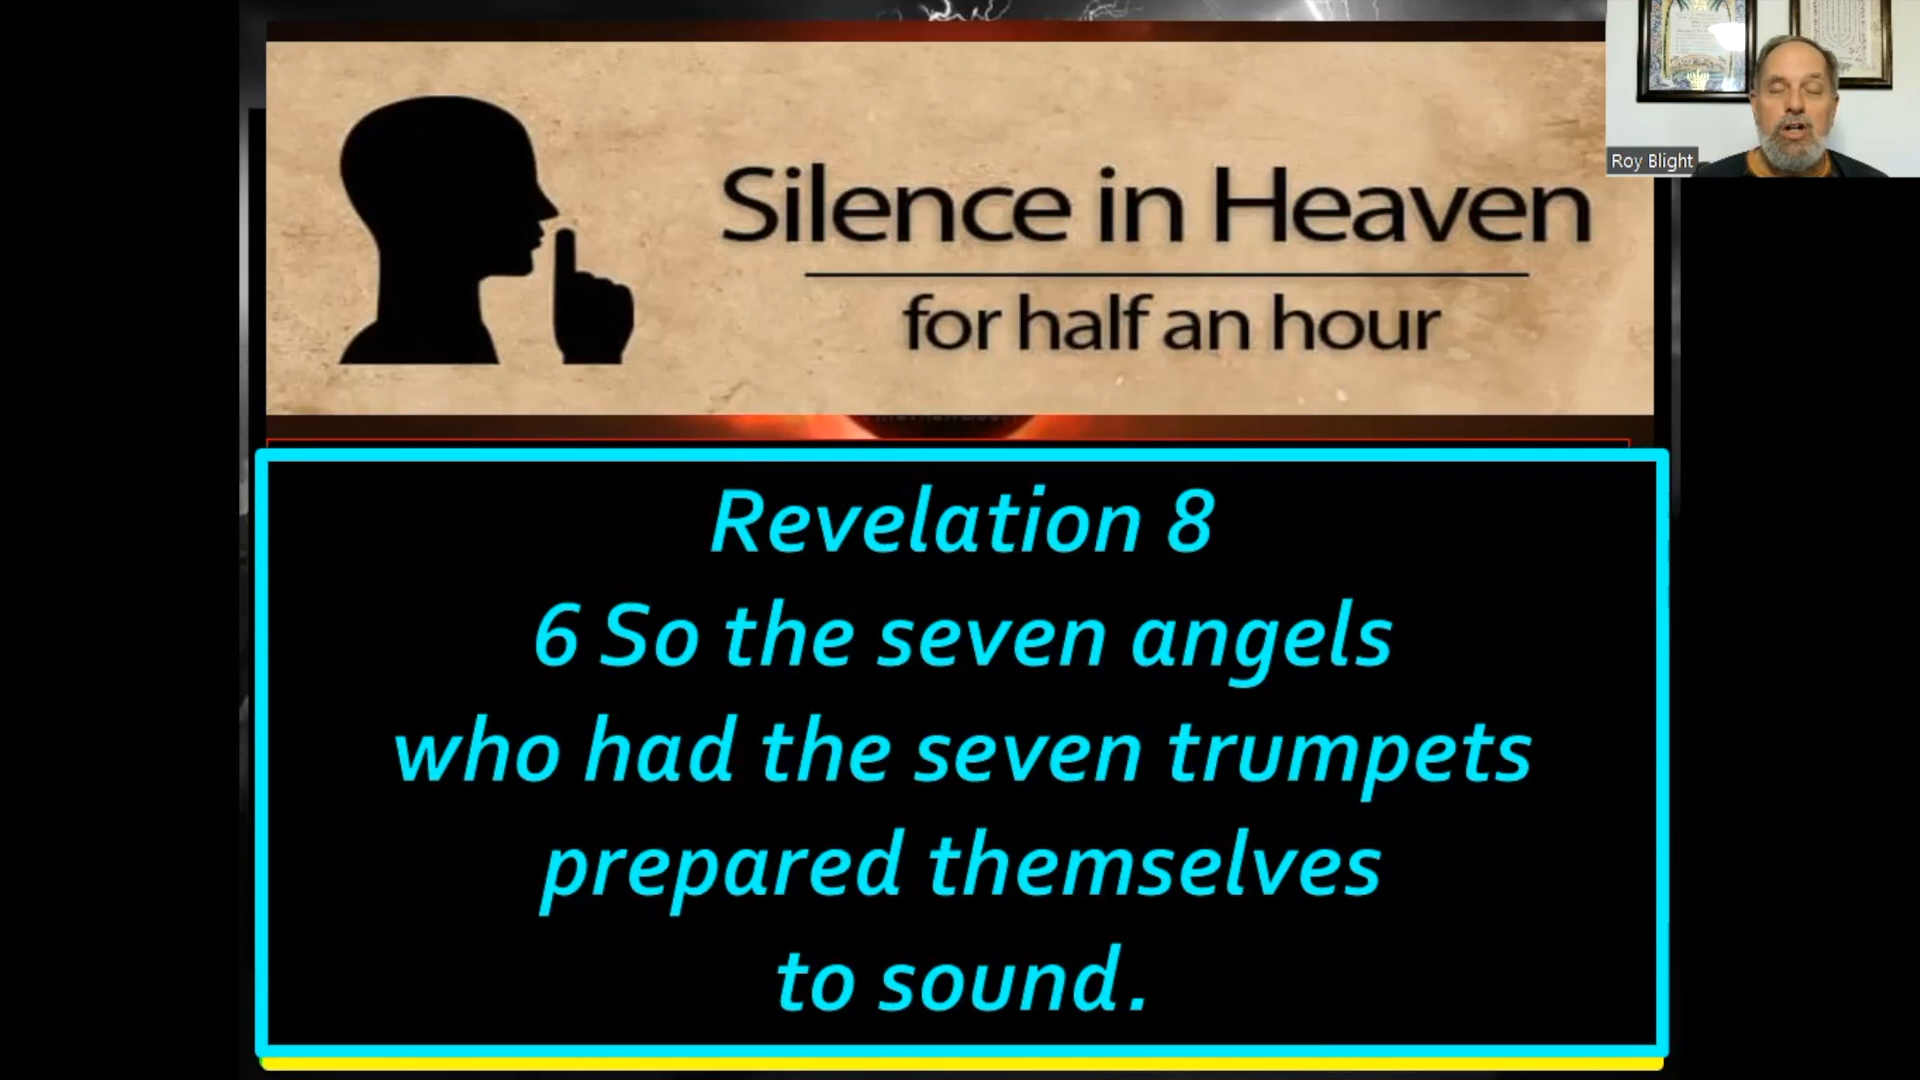 Silence in Heaven
for half an hour
Roy Blight
Revelation 8
6 So the seven angels
who had the seven trumpets
prepared themselves
to sound.